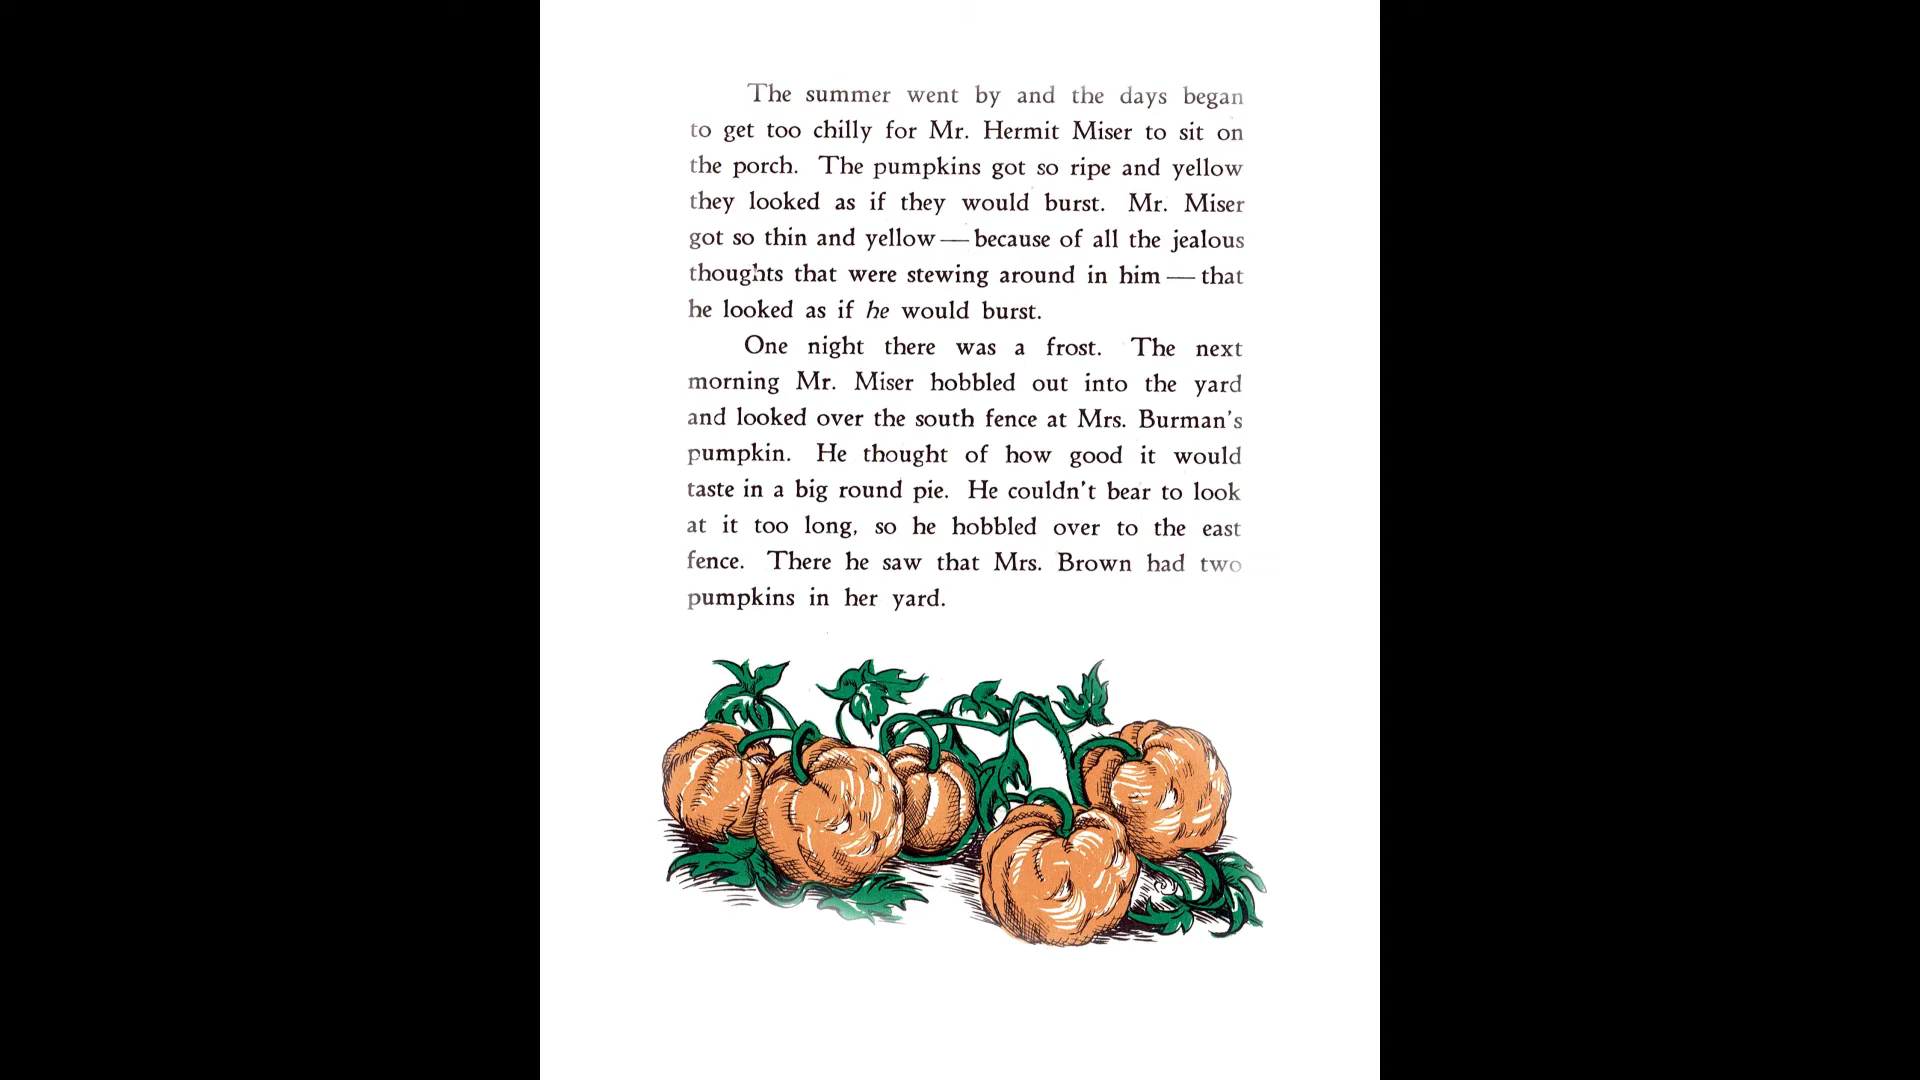 The summer went by and the days began
to get too chilly for Mr. Hermit Miser to sit on
the porch. The pumpkins got so ripe and yellow
they looked as if they would burst. Mr. Miser
got so thin and yellow — because of all the jealous
thoughts that were stewing around in him — that
he looked as if he would burst.
One night there was a frost. The next
morning Mr. Miser hobbled out into the yard
and looked over the south fence at Mrs. Burman's
pumpkin. He thought of how good it would
taste in a big round pie. He couldn't bear to look
at it too long, so he hobbled over to the east
fence. There he saw that Mrs. Brown had two
pumpkins in her yard.